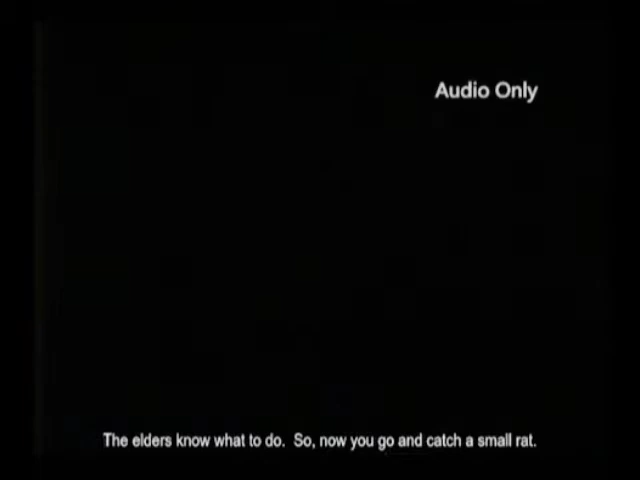 Audio Only
The elders know what to do.  So, now you go and catch a small rat.